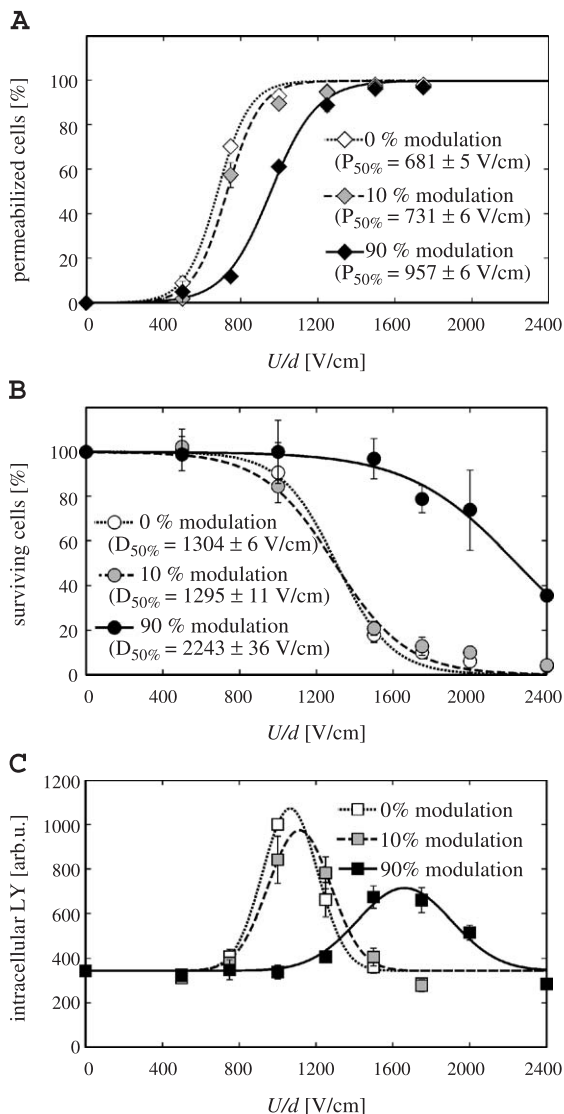 A
permeabilized cells [%]
100
80
60
40
20
0
0 % modulation
(P50% = 681 ± 5 V/cm)
10 % modulation
(P50% = 731 ± 6 V/cm)
90 % modulation
(P50% = 957 ± 6 V/cm)
0 400 800 1200 1600 2000 2400
U/d [V/cm]
B
surviving cells [%]
100
80
60
40
20
0
0 % modulation
(D50% = 1304 ± 6 V/cm)
10 % modulation
(D50% = 1295 ± 11 V/cm)
90 % modulation
(D50% = 2243 ± 36 V/cm)
0 400 800 1200 1600 2000 2400
U/d [V/cm]
C
intracellular LY [arb.u.]
1200
1000
800
600
400
200
0
0% modulation
10% modulation
90% modulation
0 400 800 1200 1600 2000 2400
U/d [V/cm]